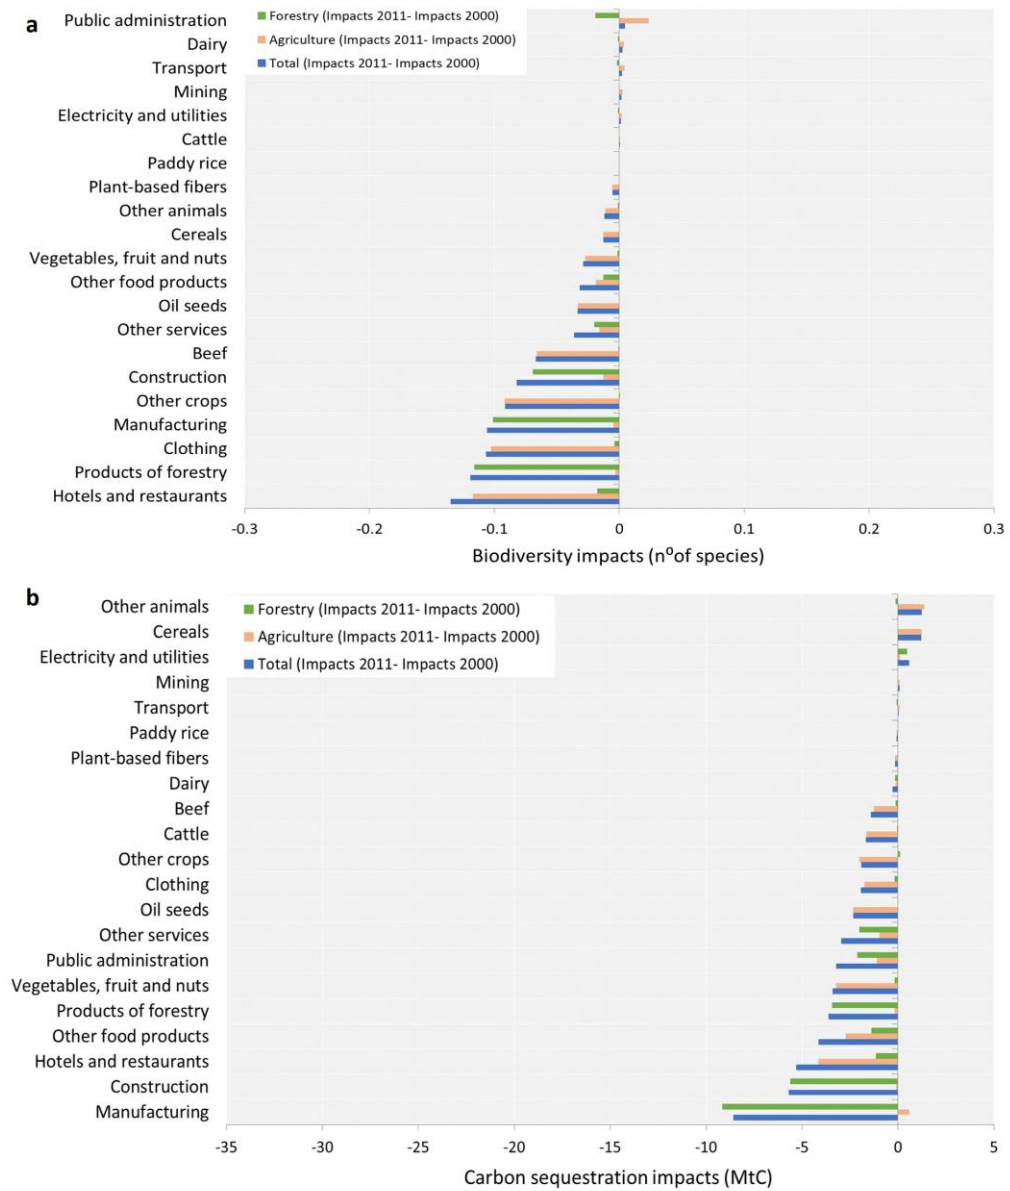 a
Public administration
Dairy
Transport
Mining
Electricity and utilities
Cattle
Paddy rice
Plant-based fibers
Other animals
Cereals
Vegetables, fruit and nuts
Other food products
Oil seeds
Other services
Beef
Construction
Other crops
Manufacturing
Clothing
Products of forestry
Hotels and restaurants
Forestry (Impacts 2011- Impacts 2000)
Agriculture (Impacts 2011- Impacts 2000)
Total (Impacts 2011- Impacts 2000)
-0.3 -0.2 -0.1 0 0.1 0.2 0.3
Biodiversity impacts (nºof species)
b
Other animals
Cereals
Electricity and utilities
Mining
Transport
Paddy rice
Plant-based fibers
Dairy
Beef
Cattle
Other crops
Clothing
Oil seeds
Other services
Public administration
Vegetables, fruit and nuts
Products of forestry
Other food products
Hotels and restaurants
Construction
Manufacturing
Forestry (Impacts 2011- Impacts 2000)
Agriculture (Impacts 2011- Impacts 2000)
Total (Impacts 2011- Impacts 2000)
-35 -30 -25 -20 -15 -10 -5 0 5
Carbon sequestration impacts (MtC)